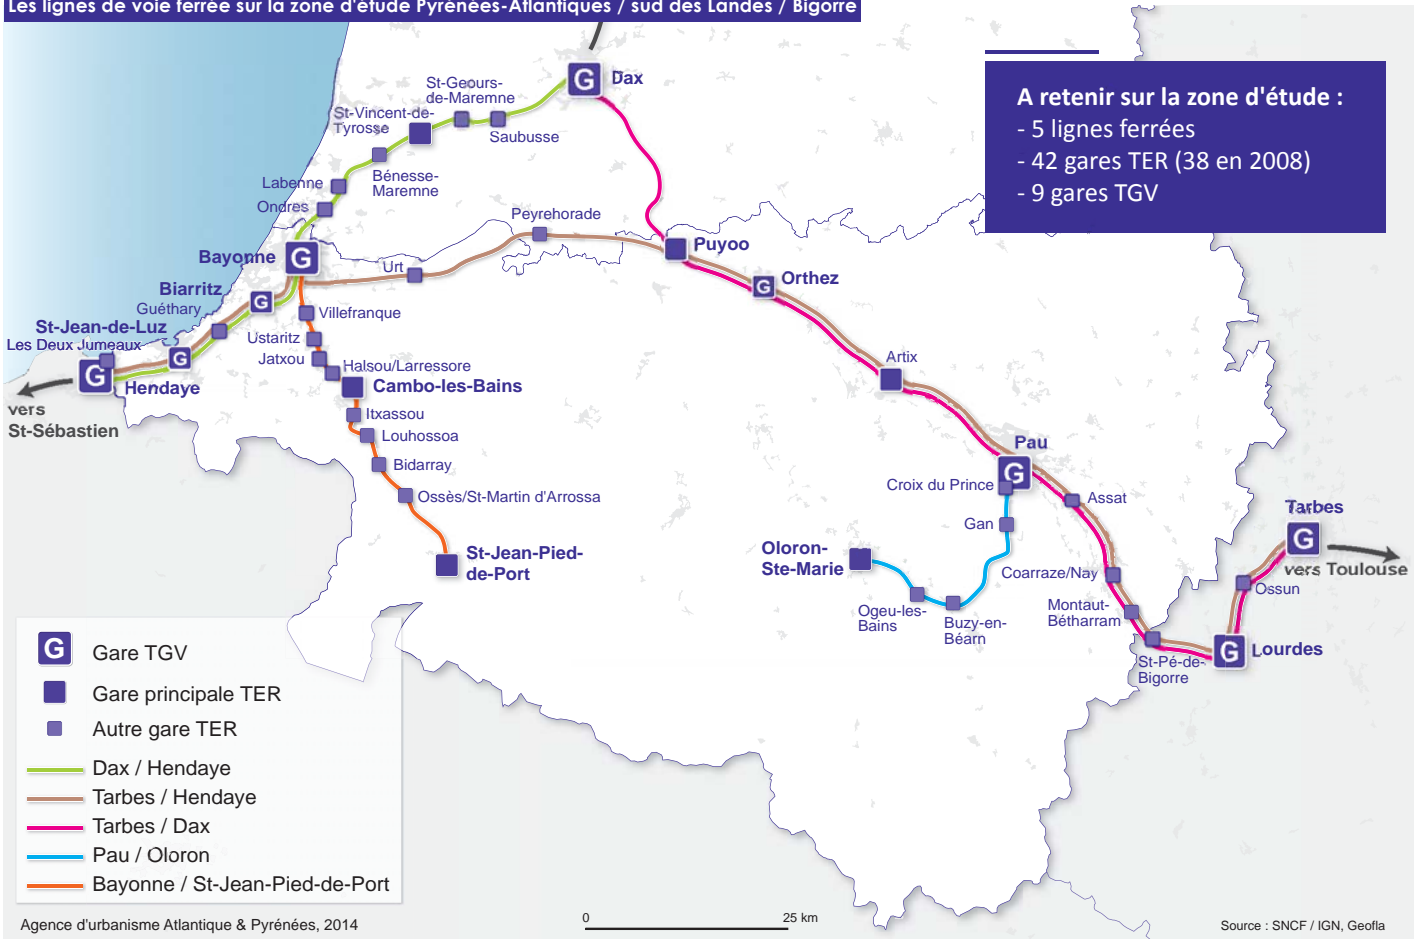 Les lignes de voie ferrée sur la zone d'étude Pyrénées-Atlantiques / sud des Landes / Bigorre
A retenir sur la zone d'étude :
- 5 lignes ferrées
- 42 gares TER (38 en 2008)
- 9 gares TGV
G
Dax
St-Geours-
de-Maremne
St-Vincent-de-
Tyrosse
Saubusse
Bénesse-
Maremne
Labenne
Ondres
Peyrehorade
Bayonne
G
Puyoo
Urt
G
Orthez
Biarritz
G
Guéthary
Villefranque
St-Jean-de-Luz
G
Les Deux Jumeaux
Ustaritz
Jatxou
Halsou/Larressore
Artix
G
Hendaye
Cambo-les-Bains
vers
St-Sébastien
Itxassou
Louhossoa
Bidarray
Ossès/St-Martin d'Arrossa
St-Jean-Pied-
de-Port
Pau
G
Croix du Prince
Assat
Gan
Oloron-
Ste-Marie
Ogeu-les-
Bains
Buzy-en-
Béarn
Coarraze/Nay
Montaut-
Bétharram
St-Pé-de-
Bigorre
G
Lourdes
Ossun
Tarbes
G
vers Toulouse
G
Gare TGV
Gare principale TER
Autre gare TER
Dax / Hendaye
Tarbes / Hendaye
Tarbes / Dax
Pau / Oloron
Bayonne / St-Jean-Pied-de-Port
Agence d'urbanisme Atlantique & Pyrénées, 2014
0
25 km
Source : SNCF / IGN, Geofla